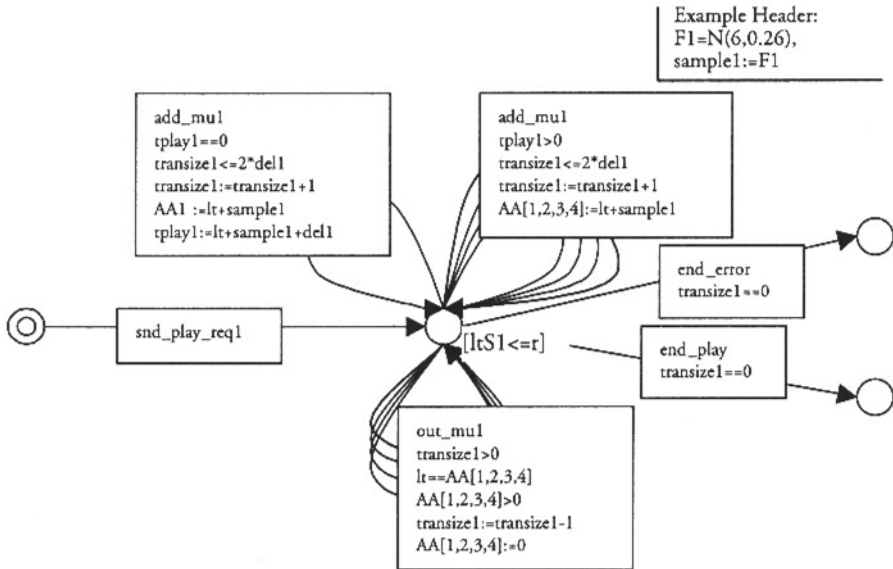 Example Header:
F1=N(6,0.26),
sample1:=F1
add_mu1
tplay1==0
transize1<=2*del1
transize1:=transize1+1
AA1 :=lt+sample1
tplay1:=lt+sample1+del1
add_mu1
tplay1>0
transize1<=2*del1
transize1:=transize1+1
AA[1,2,3,4]:=lt+sample1
end_error
transize1==0
snd_play_req1
[ltS1<=r]
end_play
transize1==0
out_mu1
transize1>0
lt==AA[1,2,3,4]
AA[1,2,3,4]>0
transize1:=transize1-1
AA[1,2,3,4]:=0